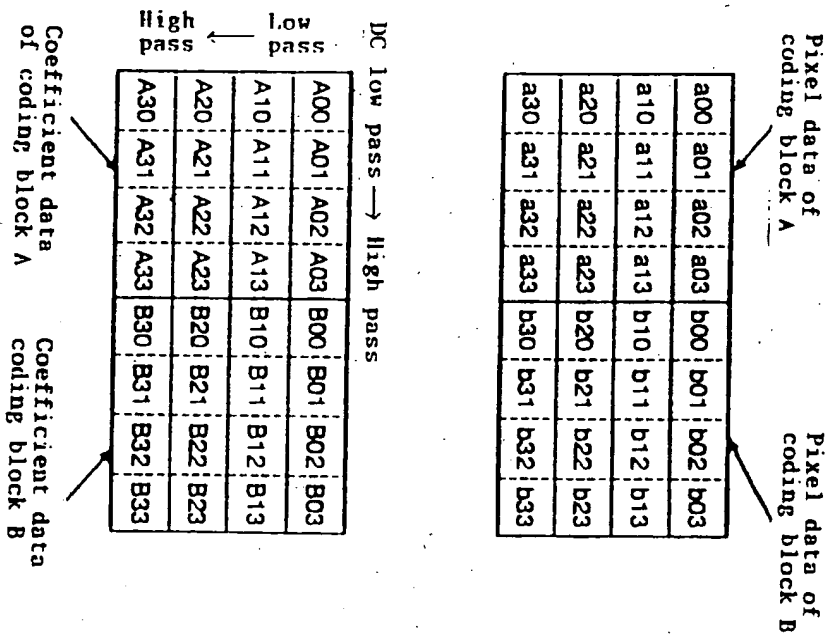 Pixel data of
coding block A
Pixel data of
coding block B
a00 a01 a02 a03 b00 b01 b02 b03
a10 a11 a12 a13 b10 b11 b12 b13
a20 a21 a22 a23 b20 b21 b22 b23
a30 a31 a32 a33 b30 b31 b32 b33
DC low pass → High pass
Low
pass
High
pass
A00 A01 A02 A03 B00 B01 B02 B03
A10 A11 A12 A13 B10 B11 B12 B13
A20 A21 A22 A23 B20 B21 B22 B23
A30 A31 A32 A33 B30 B31 B32 B33
Coefficient data
of coding block A
Coefficient data
coding block B